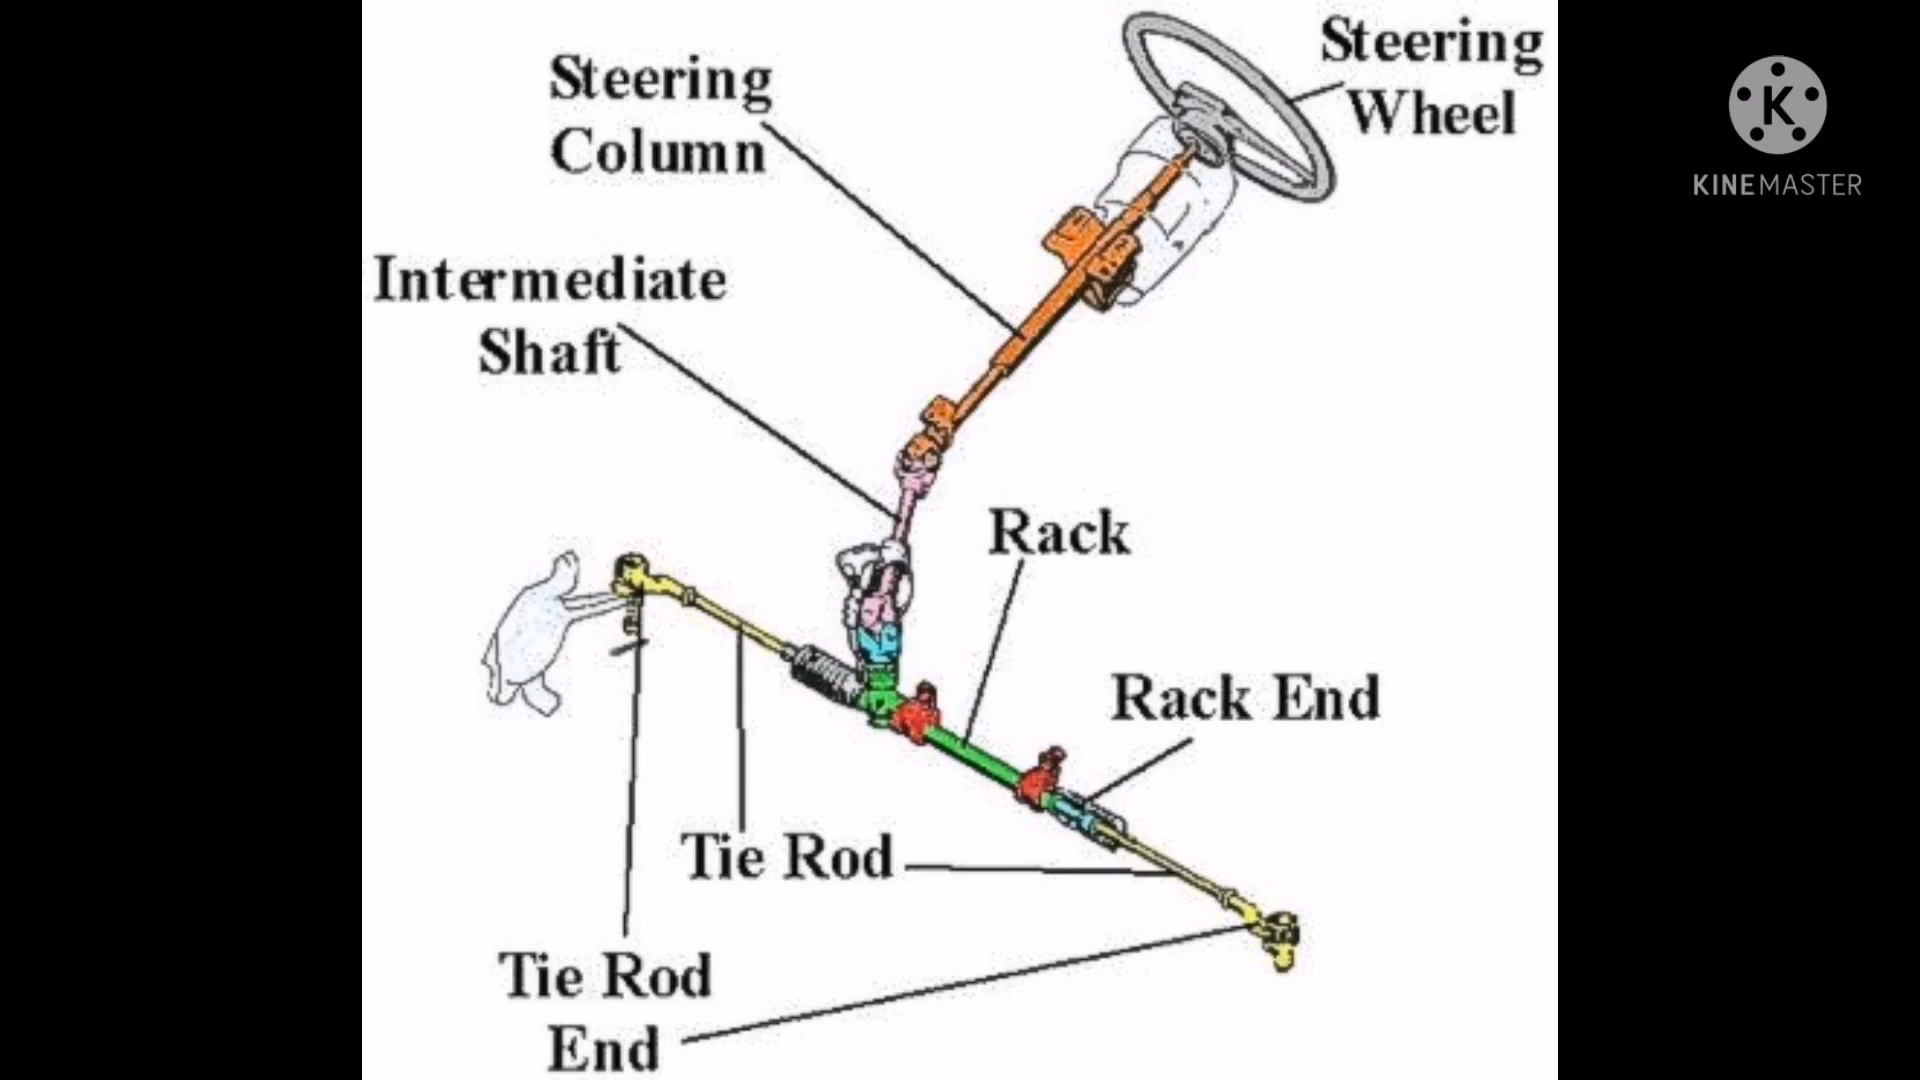 Steering
Wheel
Steering
Column
Intermediate
Shaft
Rack
Rack End
Tie Rod
Tie Rod
End
K
KINEMASTER